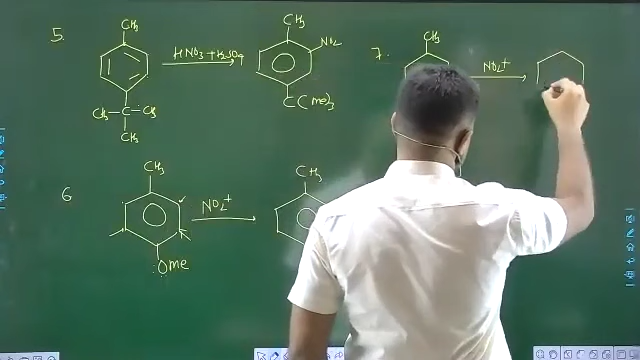 5.
CH3
HNO3 + H2SO4
CH3
NO2
CH3 - C - CH3
CH3
C(me)3
6
CH3
NO2+
CH3
:OMe
7.
CH3
NO2+